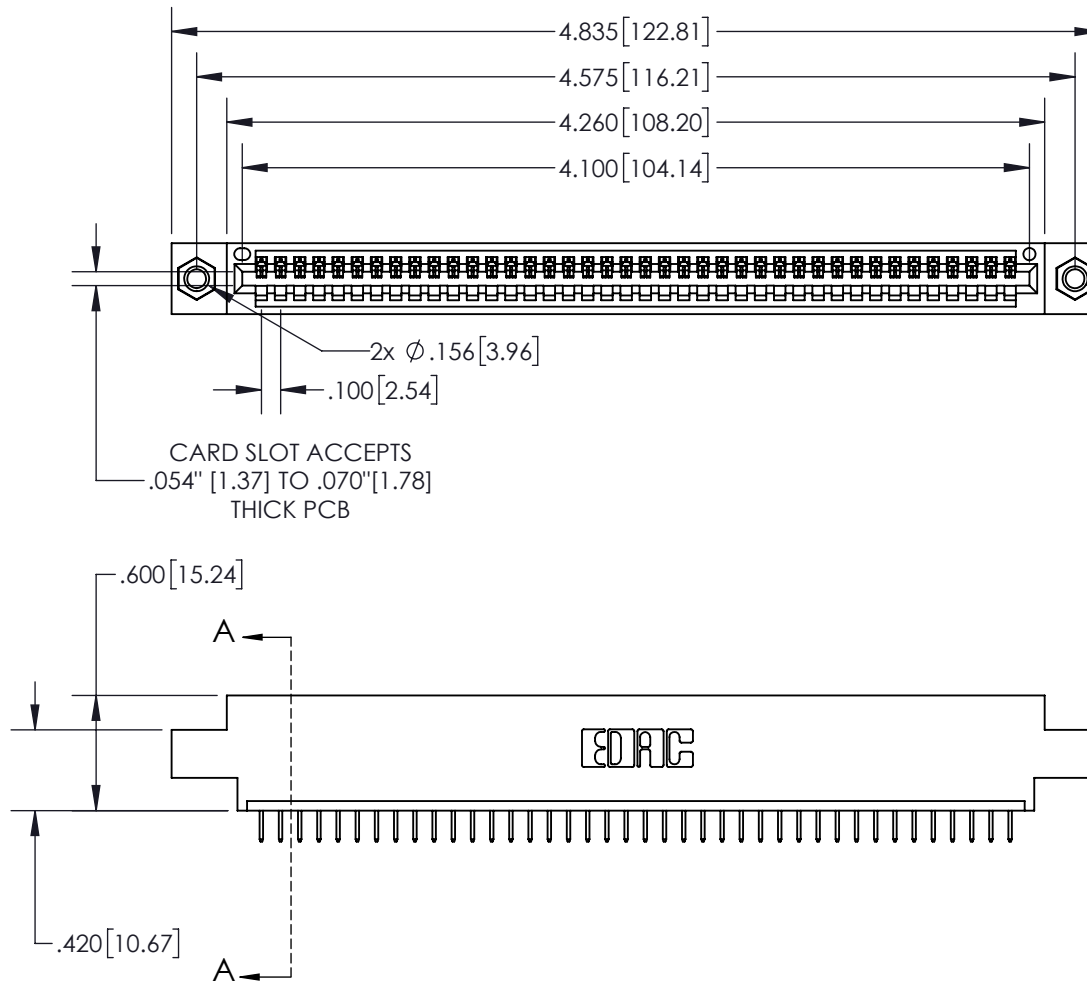 4.835[122.81]
4.575[116.21]
4.260[108.20]
4.100[104.14]
2x Ø.156[3.96]
.100[2.54]
CARD SLOT ACCEPTS
.054" [1.37] TO .070"[1.78]
THICK PCB
.600[15.24]
A
EDAC
.420[10.67]
A